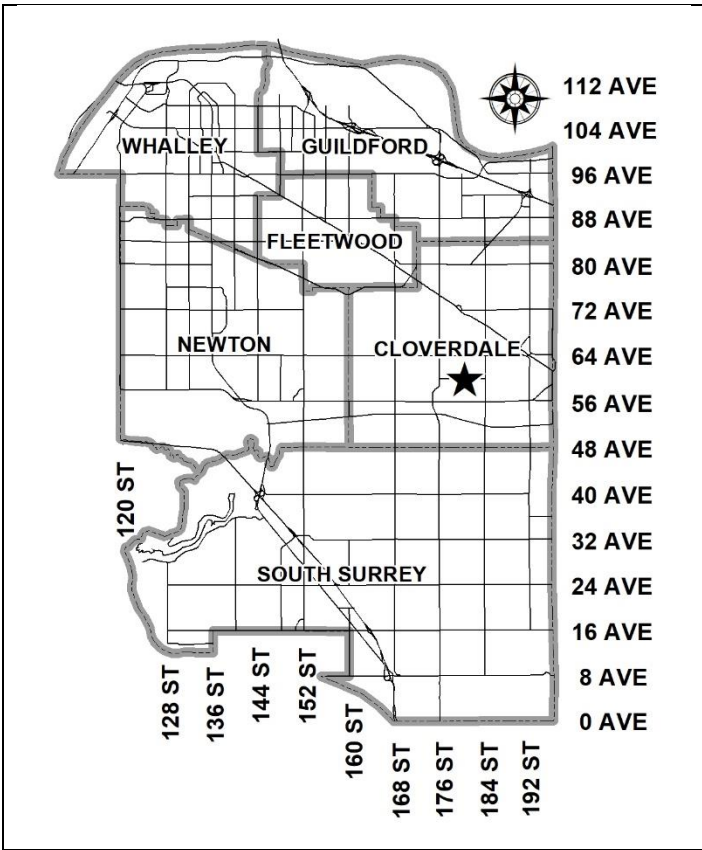 112 AVE
104 AVE
WHALLEY
GUILDFORD
96 AVE
88 AVE
FLEETWOOD
80 AVE
72 AVE
NEWTON
CLOVERDALE
64 AVE
56 AVE
48 AVE
120 ST
40 AVE
32 AVE
SOUTH SURREY
24 AVE
16 AVE
8 AVE
128 ST
136 ST
144 ST
152 ST
160 ST
0 AVE
168 ST
176 ST
184 ST
192 ST